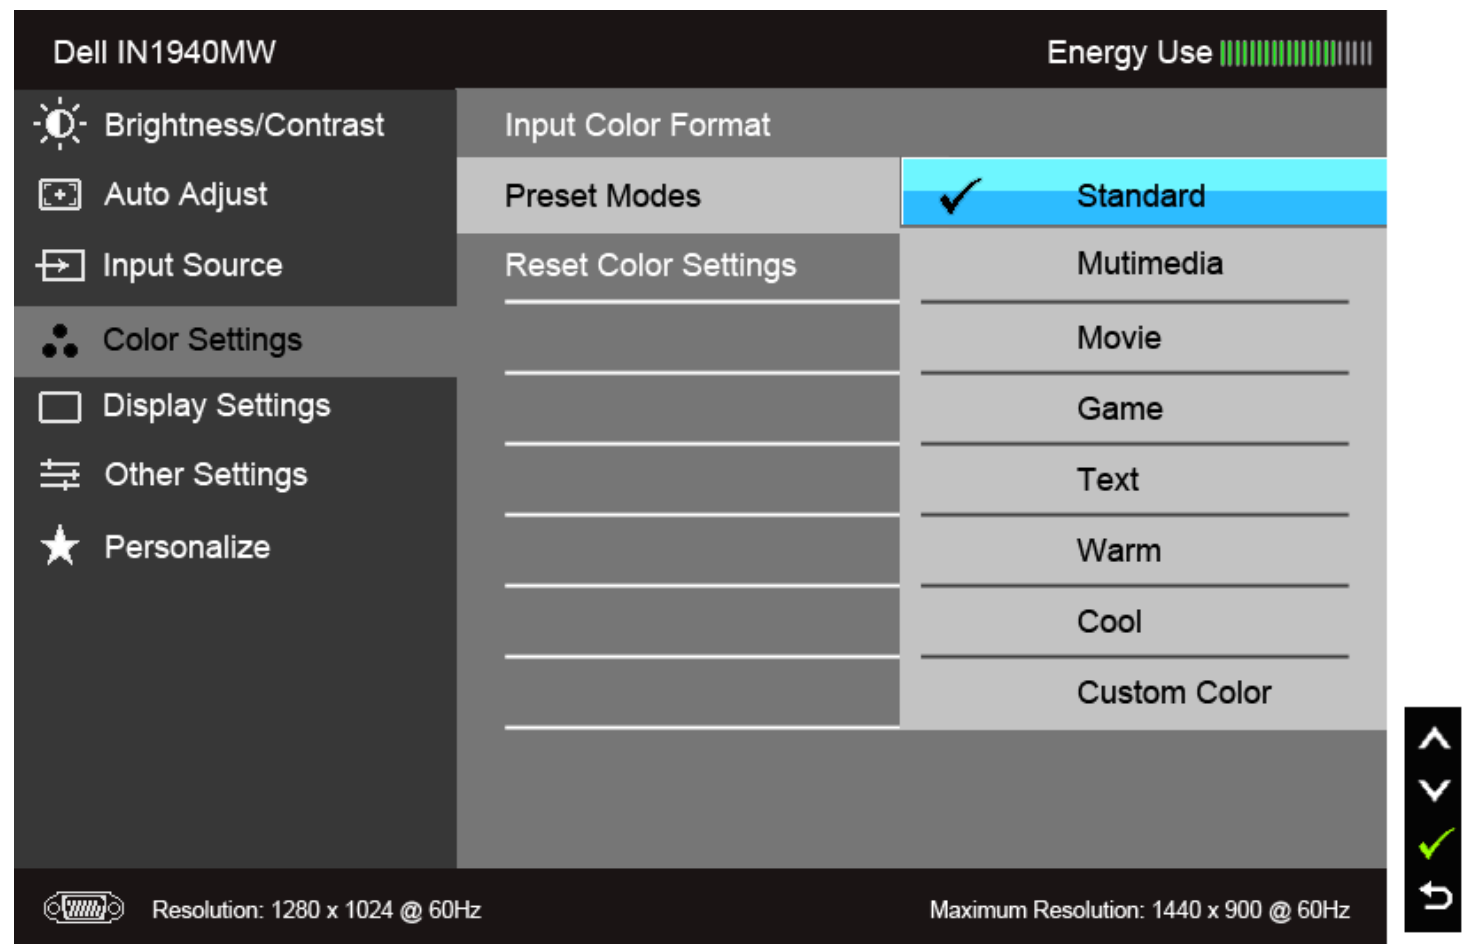 Dell IN1940MW
Energy Use
Brightness/Contrast
Input Color Format
Auto Adjust
Preset Modes
Standard
Input Source
Reset Color Settings
Mutimedia
Color Settings
Movie
Display Settings
Game
Other Settings
Text
Personalize
Warm
Cool
Custom Color
Resolution: 1280 x 1024 @ 60Hz
Maximum Resolution: 1440 x 900 @ 60Hz